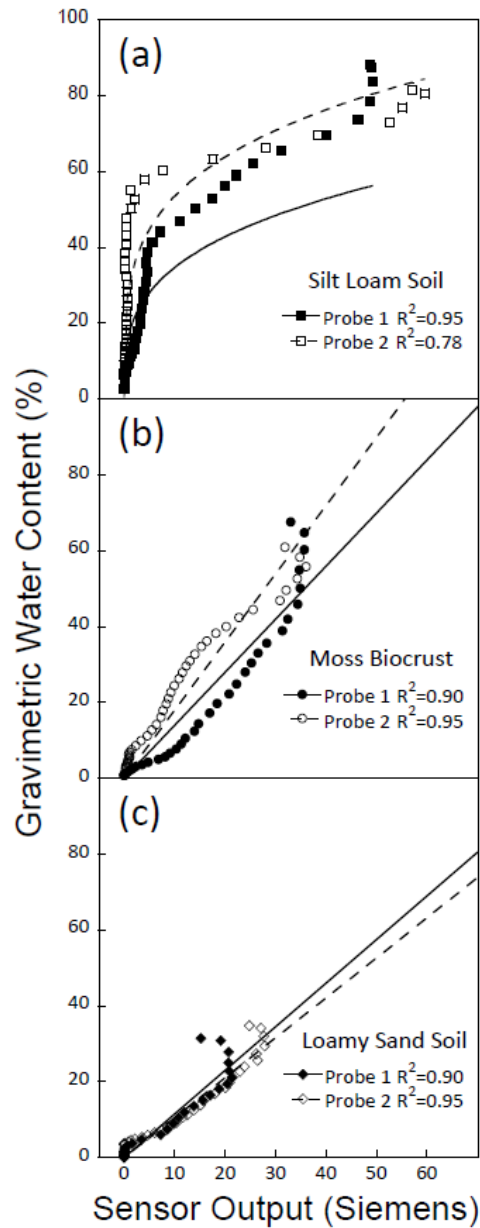 (a)
100
80
60
40
20
0
Silt Loam Soil
Probe 1 R²=0.95
Probe 2 R²=0.78
(b)
80
60
40
20
0
Moss Biocrust
Probe 1 R²=0.90
Probe 2 R²=0.95
(c)
80
60
40
20
0
Loamy Sand Soil
Probe 1 R²=0.90
Probe 2 R²=0.95
0 10 20 30 40 50 60
Gravimetric Water Content (%)
Sensor Output (Siemens)